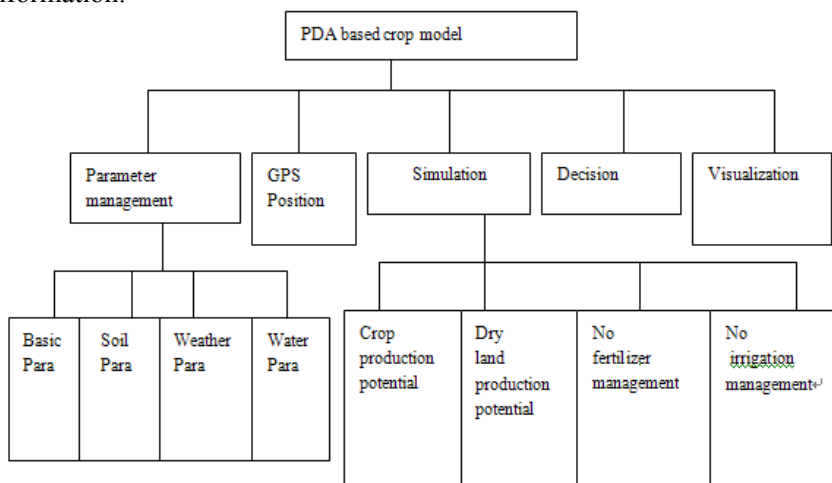 nformation.
PDA based crop model
Parameter
management
GPS
Position
Simulation
Decision
Visualization
Basic
Para
Soil
Para
Weather
Para
Water
Para
Crop
production
potential
Dry
land
production
potential
No
fertilizer
management
No
irrigation
management↵